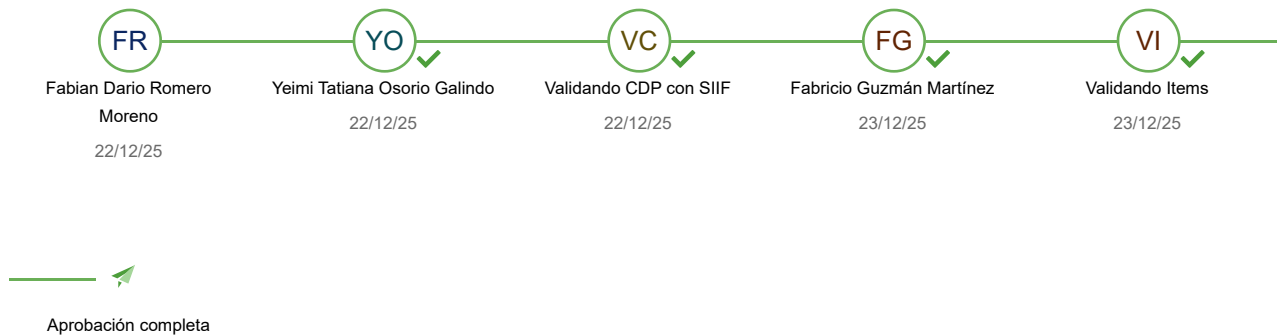 FR
YO
VC
FG
VI
Fabian Dario Romero
Moreno
22/12/25
Yeimi Tatiana Osorio Galindo
22/12/25
Validando CDP con SIIF
22/12/25
Fabricio Guzmán Martínez
23/12/25
Validando Items
23/12/25
Aprobación completa